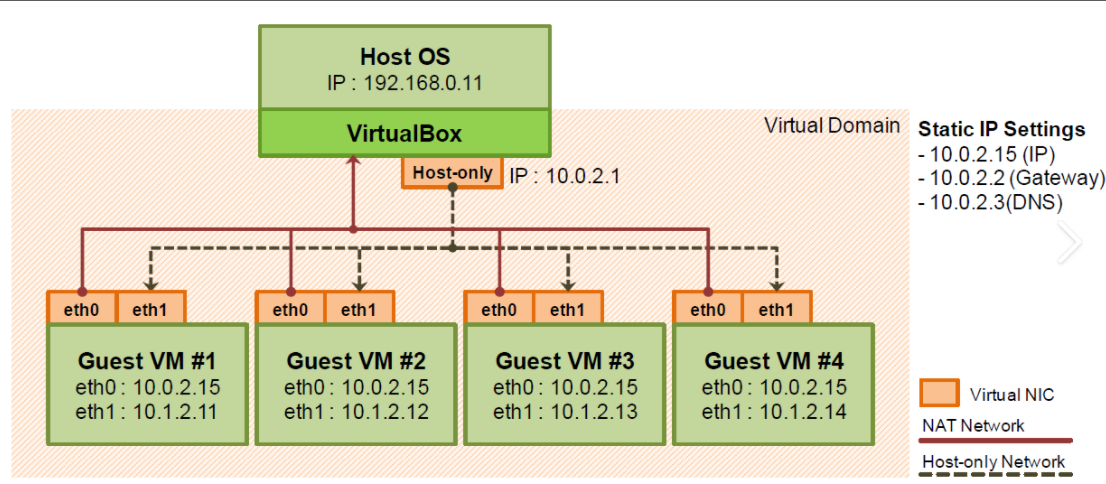 Host OS
IP : 192.168.0.11
VirtualBox
Virtual Domain
Host-only
IP : 10.0.2.1
Static IP Settings
- 10.0.2.15 (IP)
- 10.0.2.2 (Gateway)
- 10.0.2.3(DNS)
eth0
eth1
Guest VM #1
eth0 : 10.0.2.15
eth1 : 10.1.2.11
eth0
eth1
Guest VM #2
eth0 : 10.0.2.15
eth1 : 10.1.2.12
eth0
eth1
Guest VM #3
eth0 : 10.0.2.15
eth1 : 10.1.2.13
eth0
eth1
Guest VM #4
eth0 : 10.0.2.15
eth1 : 10.1.2.14
Virtual NIC
NAT Network
Host-only Network